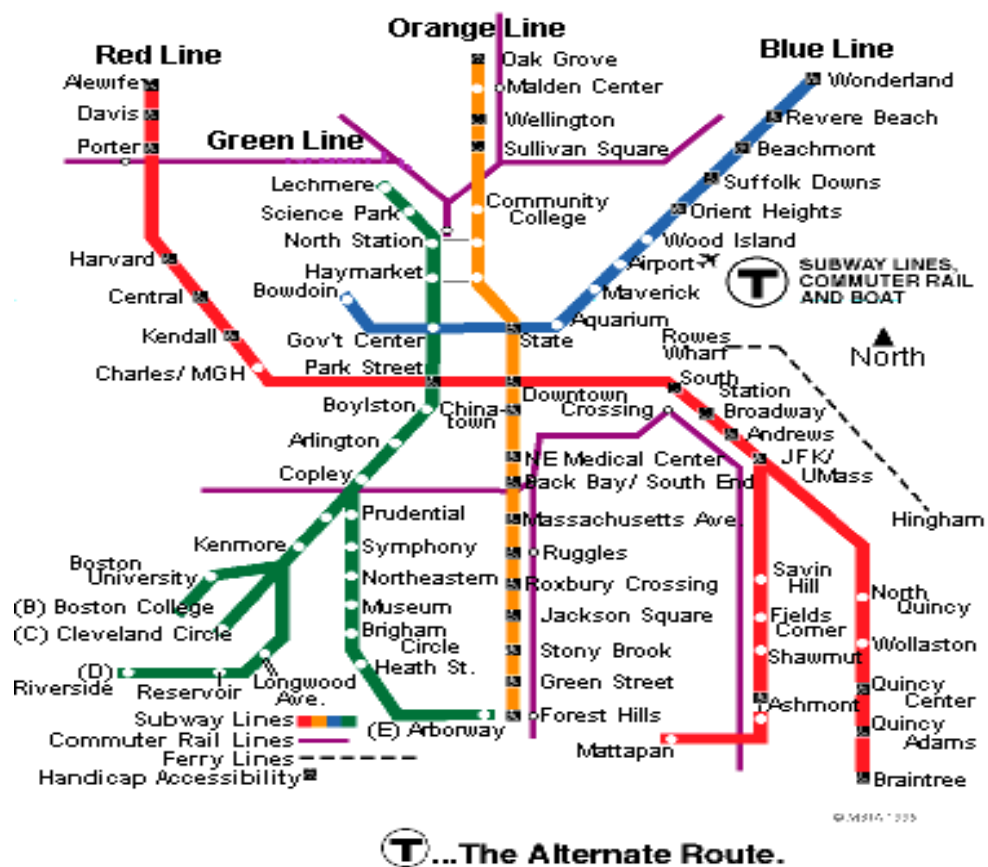 Orange Line
Red Line
Blue Line
Green Line
Alewife
Davis
Porter
Harvard
Central
Kendall
Charles/ MGH
Oak Grove
Malden Center
Wellington
Sullivan Square
Community
College
Wonderland
Revere Beach
Beachmont
Suffolk Downs
Orient Heights
Wood Island
Airport
Maverick
Aquarium
Lechmere
Science Park
North Station
Haymarket
Bowdoin
Gov't Center
State
Park Street
T
SUBWAY LINES,
COMMUTER RAIL
AND BOAT
North
Rowes
Wharf
Hingham
Downtown
Crossing
South
Station
Broadway
Andrews
JFK/
UMass
Boylston
China-
town
Arlington
Copley
NE Medical Center
Back Bay/ South End
Massachusetts Ave.
Ruggles
Roxbury Crossing
Jackson Square
Stony Brook
Green Street
Forest Hills
Prudential
Symphony
Northeastern
Museum
Brigham
Circle
Heath St.
(E) Arborway
Kenmore
Boston
University
(B) Boston College
(C) Cleveland Circle
(D)
Riverside
Reservoir
Longwood
Ave.
Savin
Hill
Fields
Corner
Shawmut
Ashmont
Mattapan
North
Quincy
Wollaston
Quincy
Center
Quincy
Adams
Braintree
Subway Lines
Commuter Rail Lines
Ferry Lines
Handicap Accessibility
T...The Alternate Route.